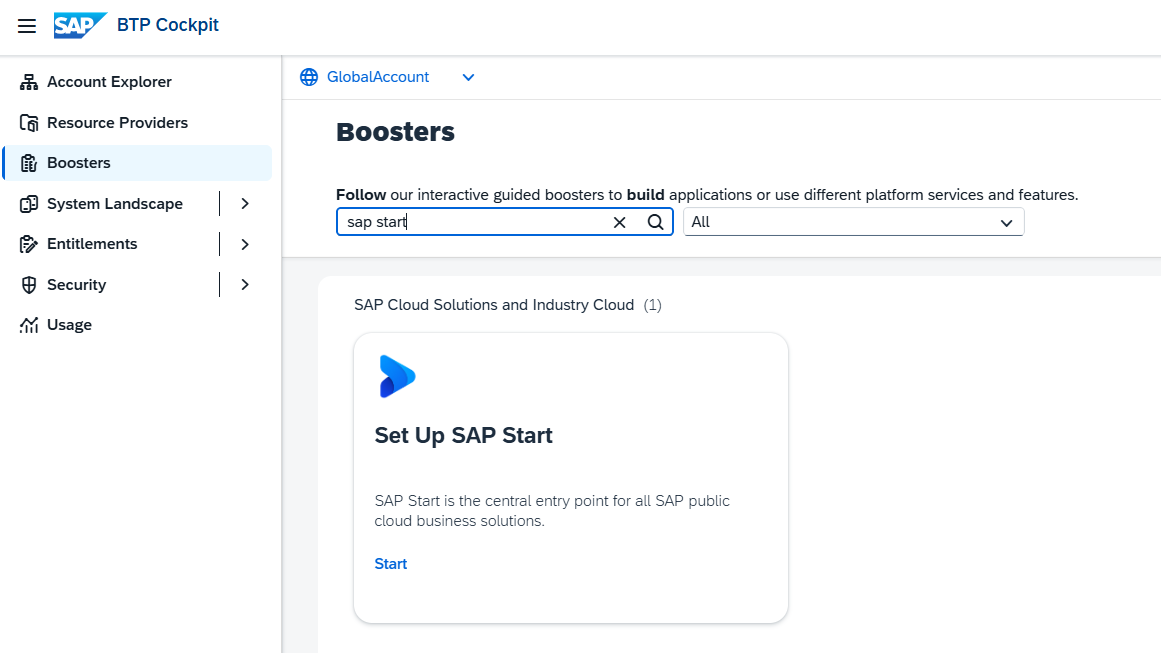 SAP BTP Cockpit
Account Explorer
Resource Providers
Boosters
System Landscape
Entitlements
Security
Usage
GlobalAccount
Boosters
Follow our interactive guided boosters to build applications or use different platform services and features.
sap start
All
SAP Cloud Solutions and Industry Cloud (1)
Set Up SAP Start
SAP Start is the central entry point for all SAP public
cloud business solutions.
Start